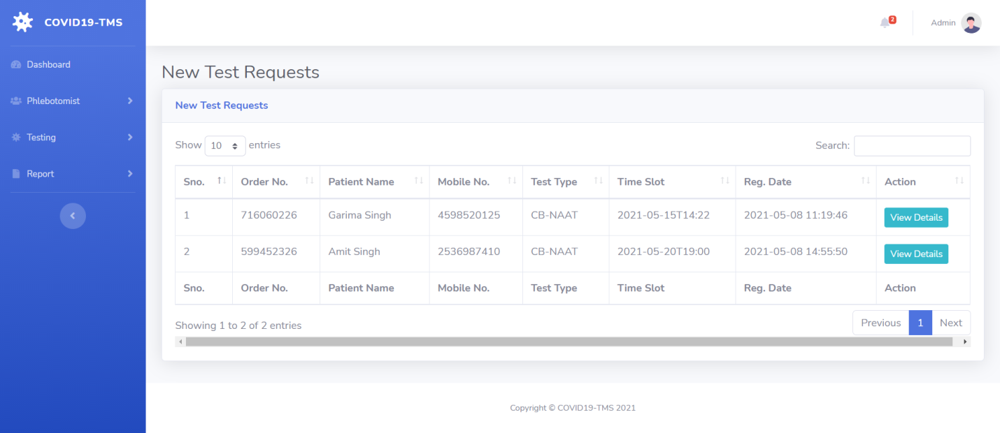 COVID19-TMS
2
Admin
Dashboard
Phlebotomist
Testing
Report
New Test Requests
New Test Requests
Show 10 entries
Search:
Sno. Order No. Patient Name Mobile No. Test Type Time Slot Reg. Date Action
1 716060226 Garima Singh 4598520125 CB-NAAT 2021-05-15T14:22 2021-05-08 11:19:46 View Details
2 599452326 Amit Singh 2536987410 CB-NAAT 2021-05-20T19:00 2021-05-08 14:55:50 View Details
Sno. Order No. Patient Name Mobile No. Test Type Time Slot Reg. Date Action
Showing 1 to 2 of 2 entries
Previous 1 Next
Copyright © COVID19-TMS 2021